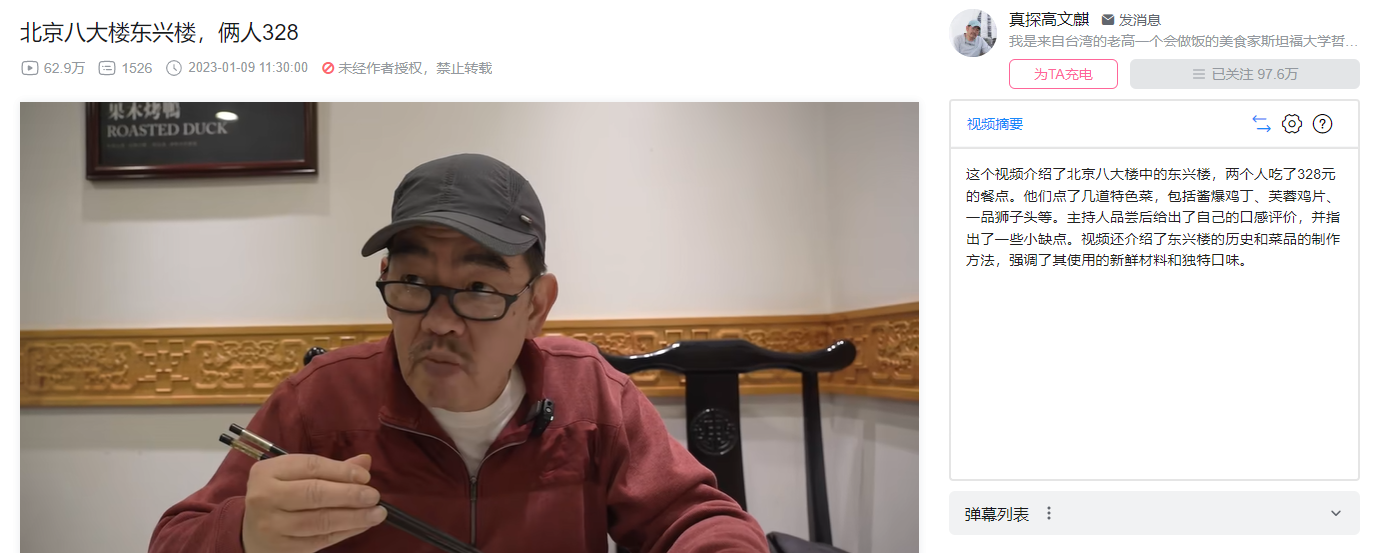 北京八大楼东兴楼，俩人328
62.9万 1526 2023-01-09 11:30:00 未经作者授权，禁止转载
果木烤鸭
ROASTED DUCK
真探高文麒 发消息
我是来自台湾的老高一个会做饭的美食家斯坦福大学哲...
为TA充电 已关注 97.6万
视频摘要
这个视频介绍了北京八大楼中的东兴楼，两个人吃了328元
的餐点。他们点了几道特色菜，包括酱爆鸡丁、芙蓉鸡片、
一品狮子头等。主持人品尝后给出了自己的口感评价，并指
出了一些小缺点。视频还介绍了东兴楼的历史和菜品的制作
方法，强调了其使用的新鲜材料和独特口味。
弹幕列表